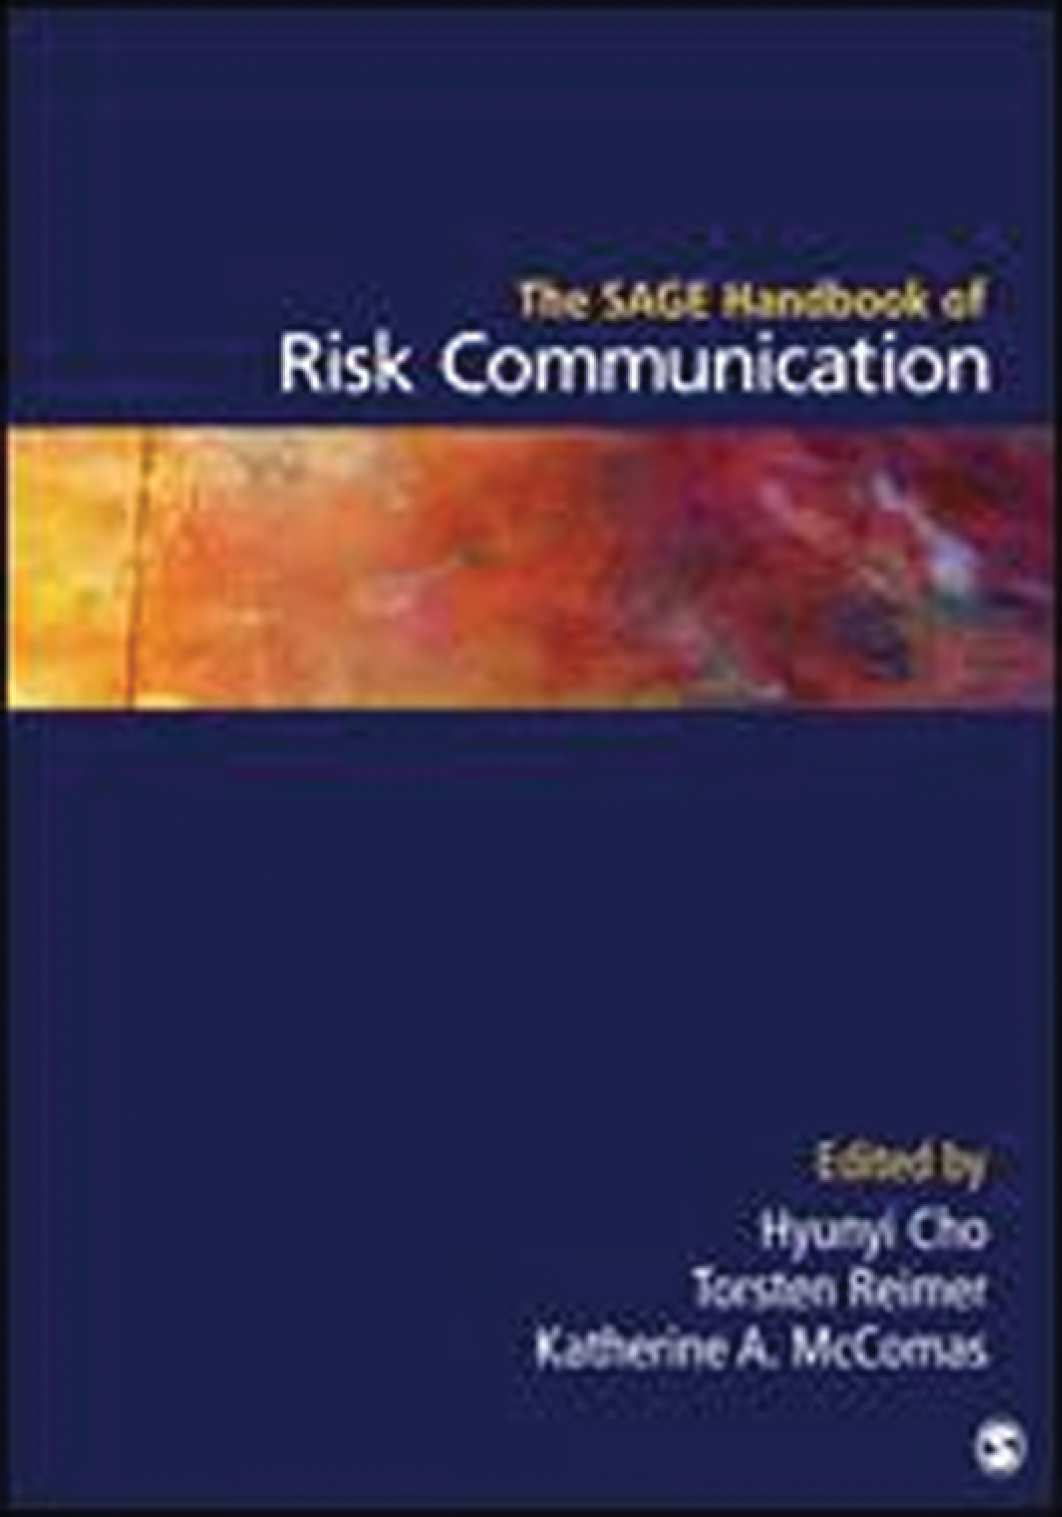 The SAGE Handbook of
Risk Communication
Edited by
Hyunyi Cho
Torsten Reimer
Katherine A. McComas